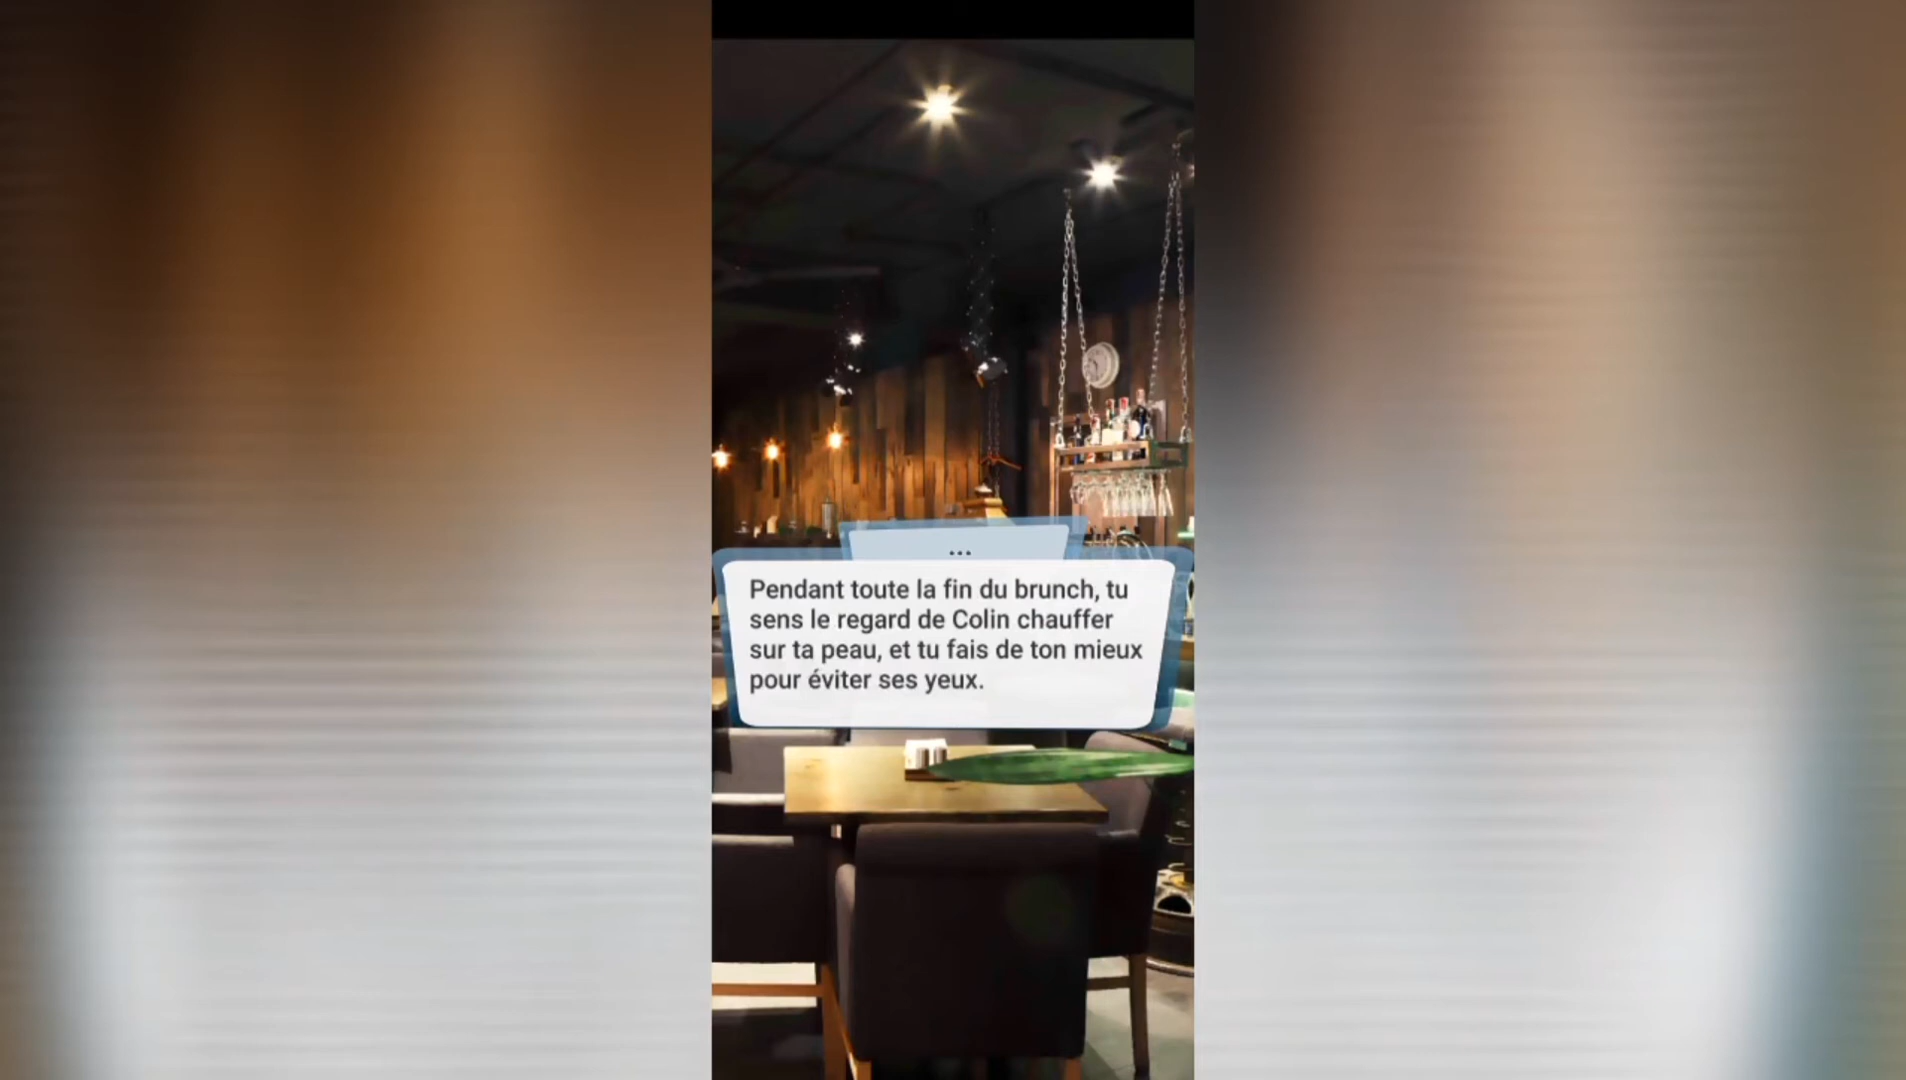 ...
Pendant toute la fin du brunch, tu
sens le regard de Colin chauffer
sur ta peau, et tu fais de ton mieux
pour éviter ses yeux.